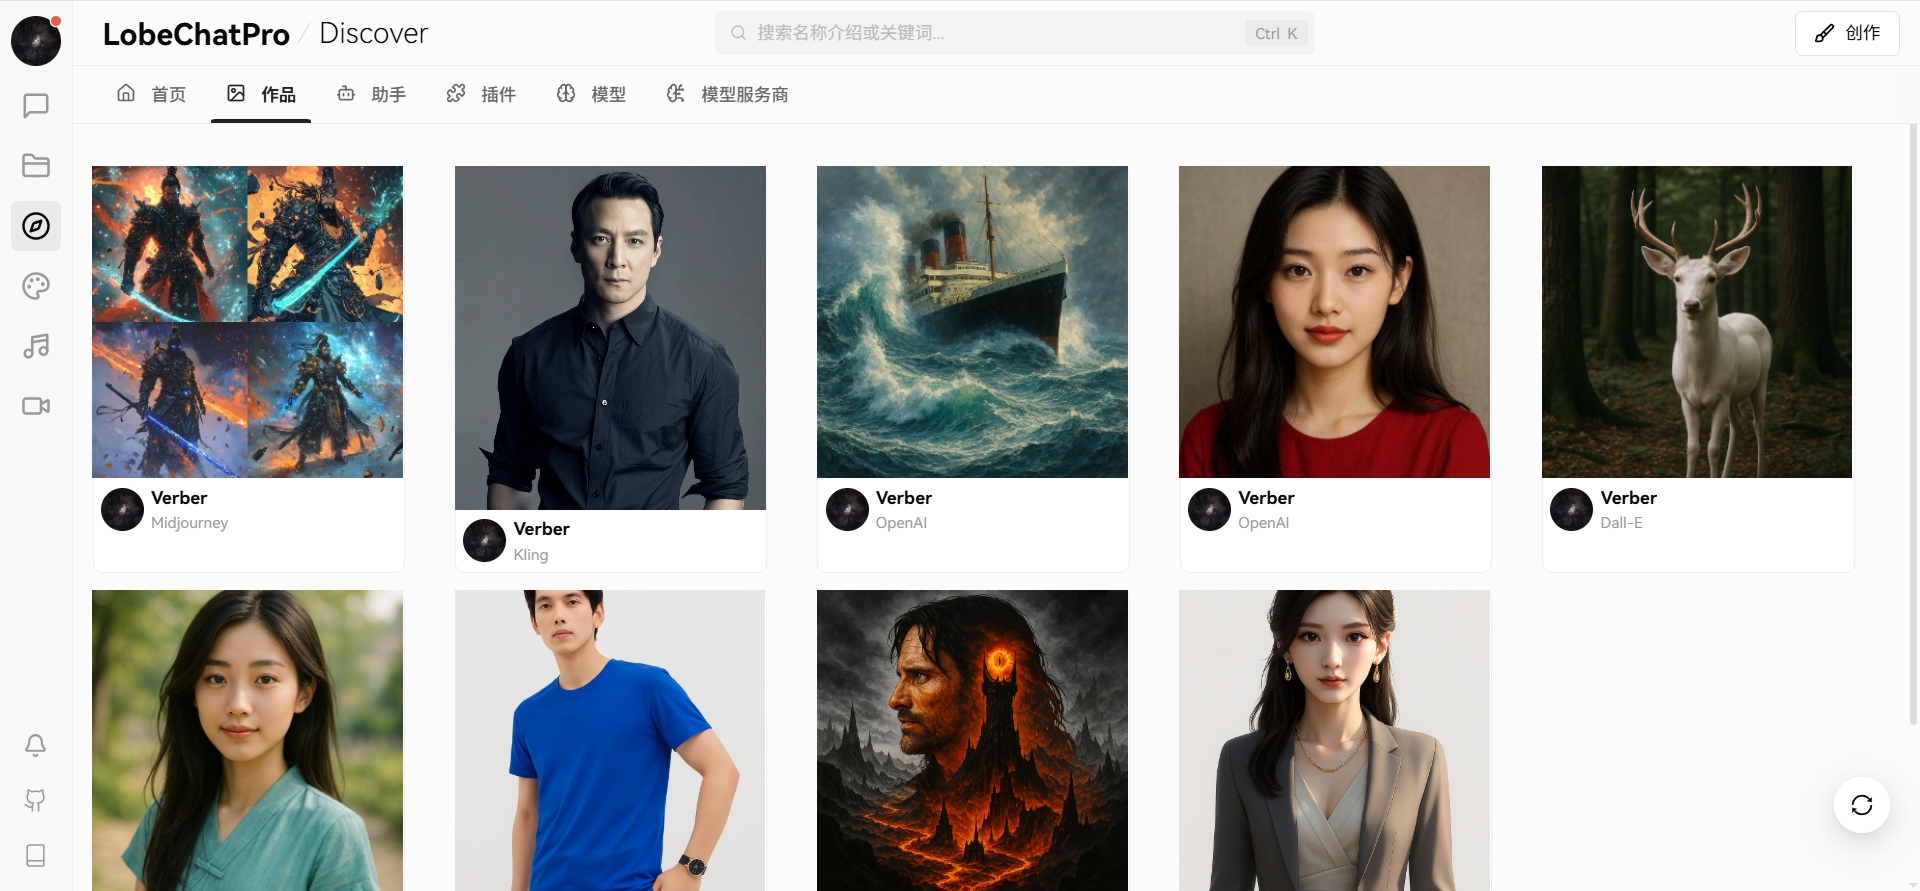 LobeChatPro / Discover
搜索名称介绍或关键词...
Ctrl K
创作
首页
作品
助手
插件
模型
模型服务商
Verber
Midjourney
Verber
Kling
Verber
OpenAI
Verber
OpenAI
Verber
Dall-E